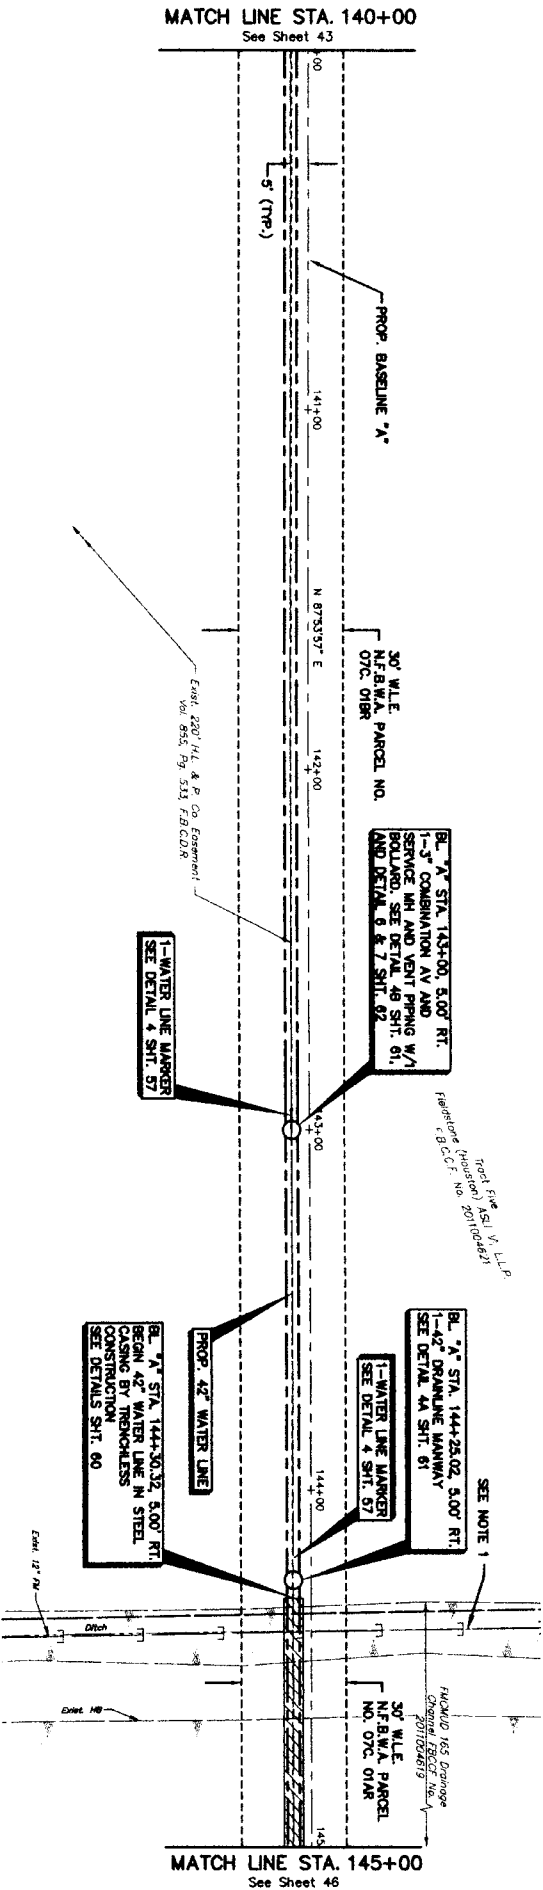 MATCH LINE STA. 140+00
See Sheet 43
+00
5' (TYP.)
PROP. BASELINE "A"
141+00
N 87°53'57" E
30' W.L.E.
N.F.B.W.A. PARCEL NO.
07C. 01BR
142+00
Exist. 220' H.L. & P. Co. Easement
Vol. 855, Pg. 533, F.B.C.D.R.
BL. "A" STA. 143+00, 5.00' RT.
1-3" COMBINATION AV AND
SERVICE MH AND VENT PIPING W/1
BOLLARD. SEE DETAIL 4B SHT. 61,
AND DETAIL 6 & 7 SHT. 62
1-WATER LINE MARKER
SEE DETAIL 4 SHT. 57
143+00
Tract Five
Fieldstone (Houston) ASLI V, L.L.P.
F.B.C.C.F. No. 2011004621
BL. "A" STA. 144+25.02, 5.00' RT.
1-42" DRAINLINE MANWAY
SEE DETAIL 4A SHT. 61
1-WATER LINE MARKER
SEE DETAIL 4 SHT. 57
PROP. 42" WATER LINE
BL. "A" STA. 144+30.32, 5.00' RT.
BEGIN 42" WATER LINE IN STEEL
CASING BY TRENCHLESS
CONSTRUCTION
SEE DETAILS SHT. 60
144+00
SEE NOTE 1
Exist. 12" FM
Ditch
Exist. HB
30' W.L.E.
N.F.B.W.A. PARCEL
NO. 07C. 01AR
Drainage
Channel FBCCF No.
2011004619
145
MATCH LINE STA. 145+00
See Sheet 46